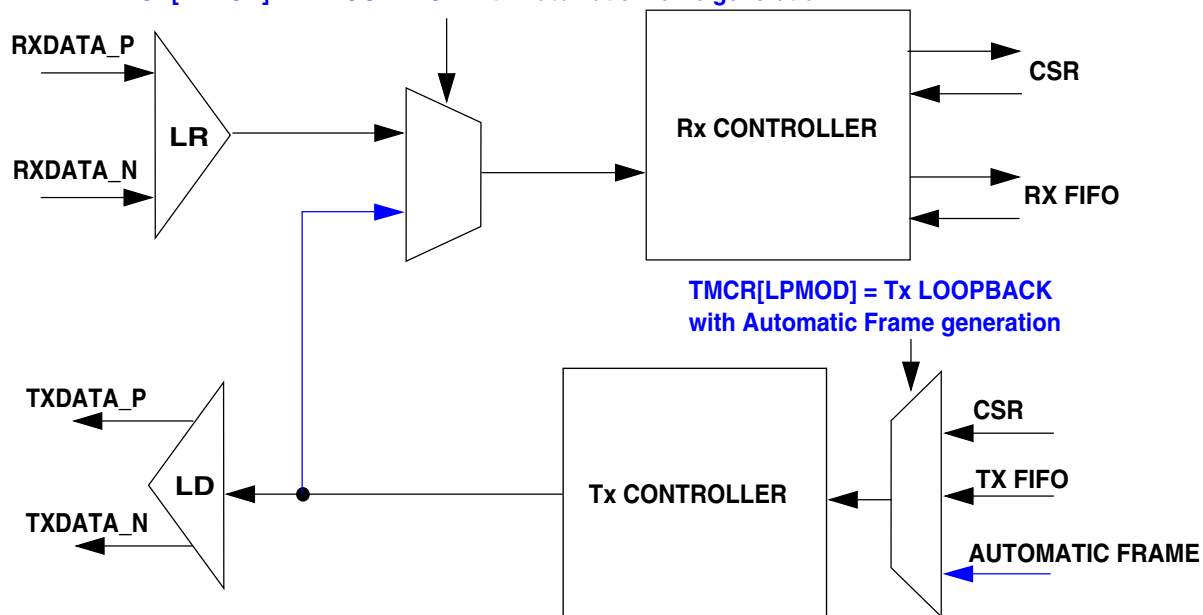 RXDATA_P
CSR
Rx CONTROLLER
LR
RXDATA_N
RX FIFO
TMCR[LPMOD] = Tx LOOPBACK
with Automatic Frame generation
TXDATA_P
CSR
LD
Tx CONTROLLER
TX FIFO
TXDATA_N
AUTOMATIC FRAME